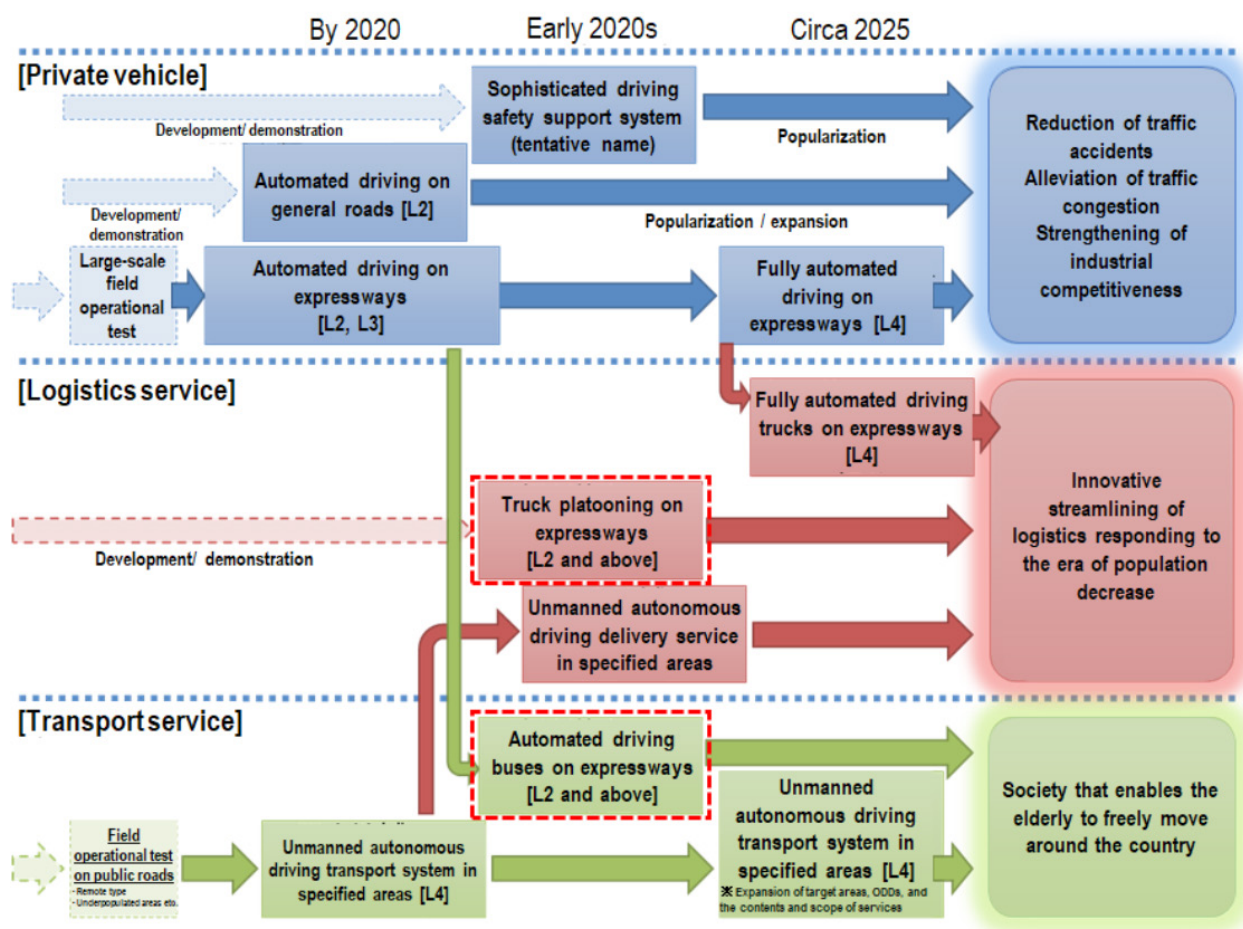 By 2020
Early 2020s
Circa 2025
[Private vehicle]
Development/ demonstration
Sophisticated driving
safety support system
(tentative name)
Popularization
Development/
demonstration
Automated driving on
general roads [L2]
Popularization / expansion
Large-scale
field
operational
test
Automated driving on
expressways
[L2, L3]
Fully automated
driving on
expressways [L4]
Reduction of traffic
accidents
Alleviation of traffic
congestion
Strengthening of
industrial
competitiveness
[Logistics service]
Fully automated driving
trucks on expressways
[L4]
Development/ demonstration
Truck platooning on
expressways
[L2 and above]
Unmanned autonomous
driving delivery service
in specified areas
Innovative
streamlining of
logistics responding to
the era of population
decrease
[Transport service]
Automated driving
buses on expressways
[L2 and above]
Field
operational test
on public roads
- Remote type
- Underpopulated areas etc.
Unmanned autonomous
driving transport system in
specified areas [L4]
Unmanned
autonomous driving
transport system in
specified areas [L4]
※ Expansion of target areas, ODDs, and
the contents and scope of services
Society that enables the
elderly to freely move
around the country